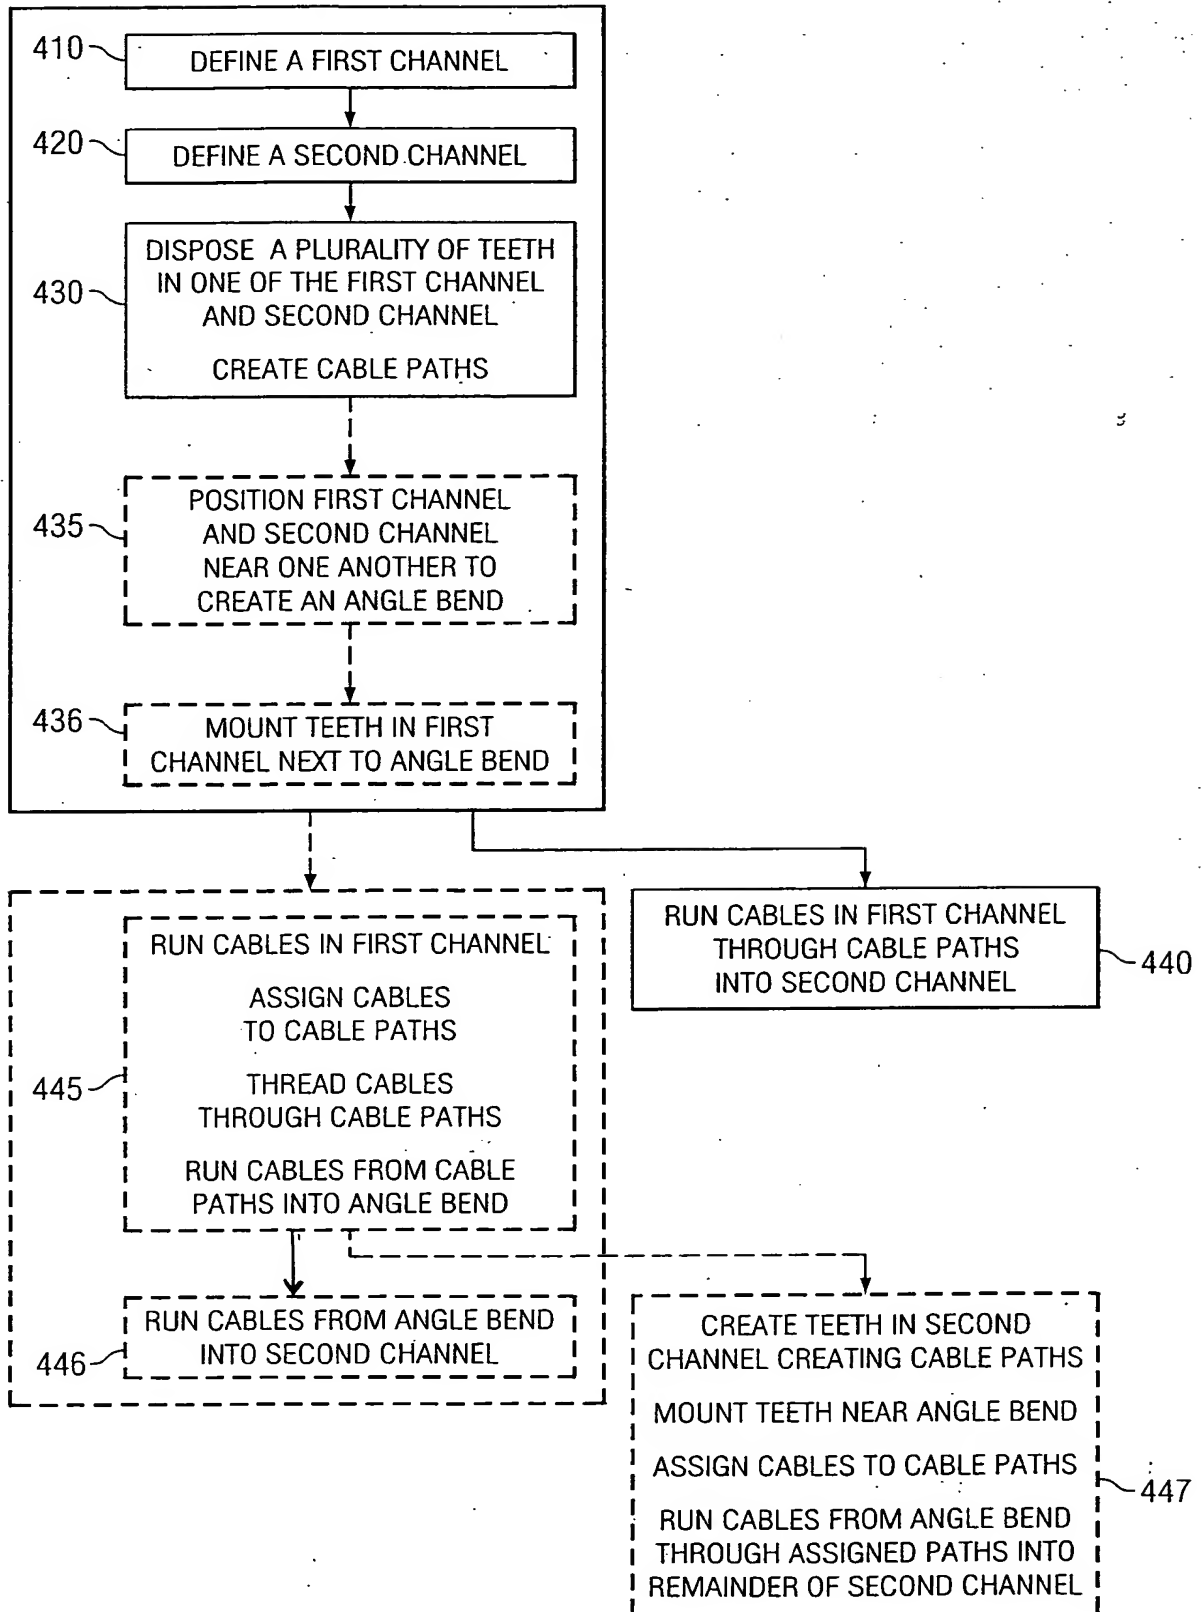 410
DEFINE A FIRST CHANNEL
420
DEFINE A SECOND CHANNEL
430
DISPOSE A PLURALITY OF TEETH
IN ONE OF THE FIRST CHANNEL
AND SECOND CHANNEL
CREATE CABLE PATHS
435
POSITION FIRST CHANNEL
AND SECOND CHANNEL
NEAR ONE ANOTHER TO
CREATE AN ANGLE BEND
436
MOUNT TEETH IN FIRST
CHANNEL NEXT TO ANGLE BEND
RUN CABLES IN FIRST CHANNEL
THROUGH CABLE PATHS
INTO SECOND CHANNEL
440
445
RUN CABLES IN FIRST CHANNEL
ASSIGN CABLES
TO CABLE PATHS
THREAD CABLES
THROUGH CABLE PATHS
RUN CABLES FROM CABLE
PATHS INTO ANGLE BEND
446
RUN CABLES FROM ANGLE BEND
INTO SECOND CHANNEL
CREATE TEETH IN SECOND
CHANNEL CREATING CABLE PATHS
MOUNT TEETH NEAR ANGLE BEND
ASSIGN CABLES TO CABLE PATHS
447
RUN CABLES FROM ANGLE BEND
THROUGH ASSIGNED PATHS INTO
REMAINDER OF SECOND CHANNEL